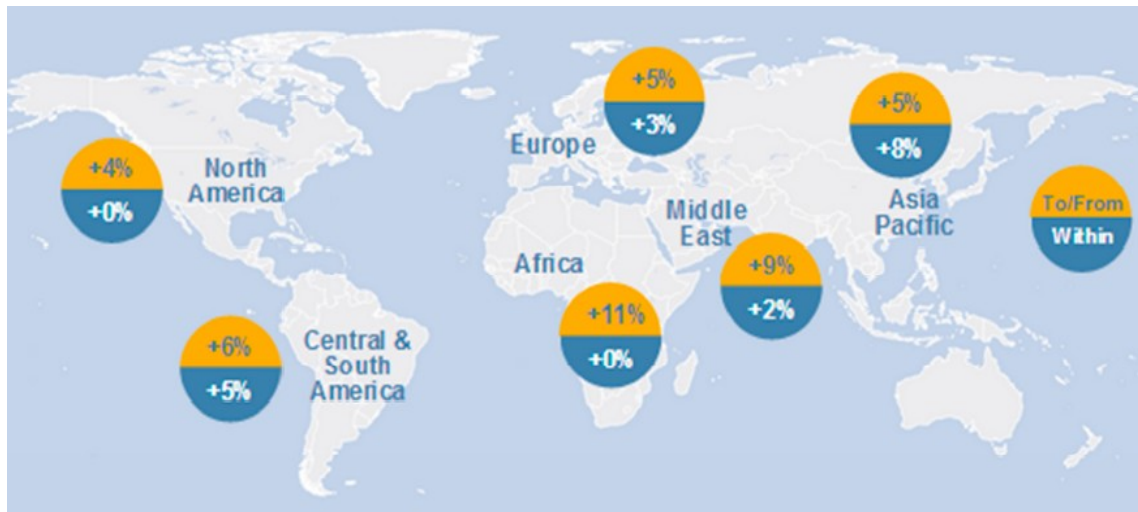 +5%
+3%
Europe
+5%
+8%
Asia
Pacific
+4%
+0%
North
America
To/From
Within
Middle
East
+9%
+2%
Africa
+11%
+0%
+6%
+5%
Central &
South
America